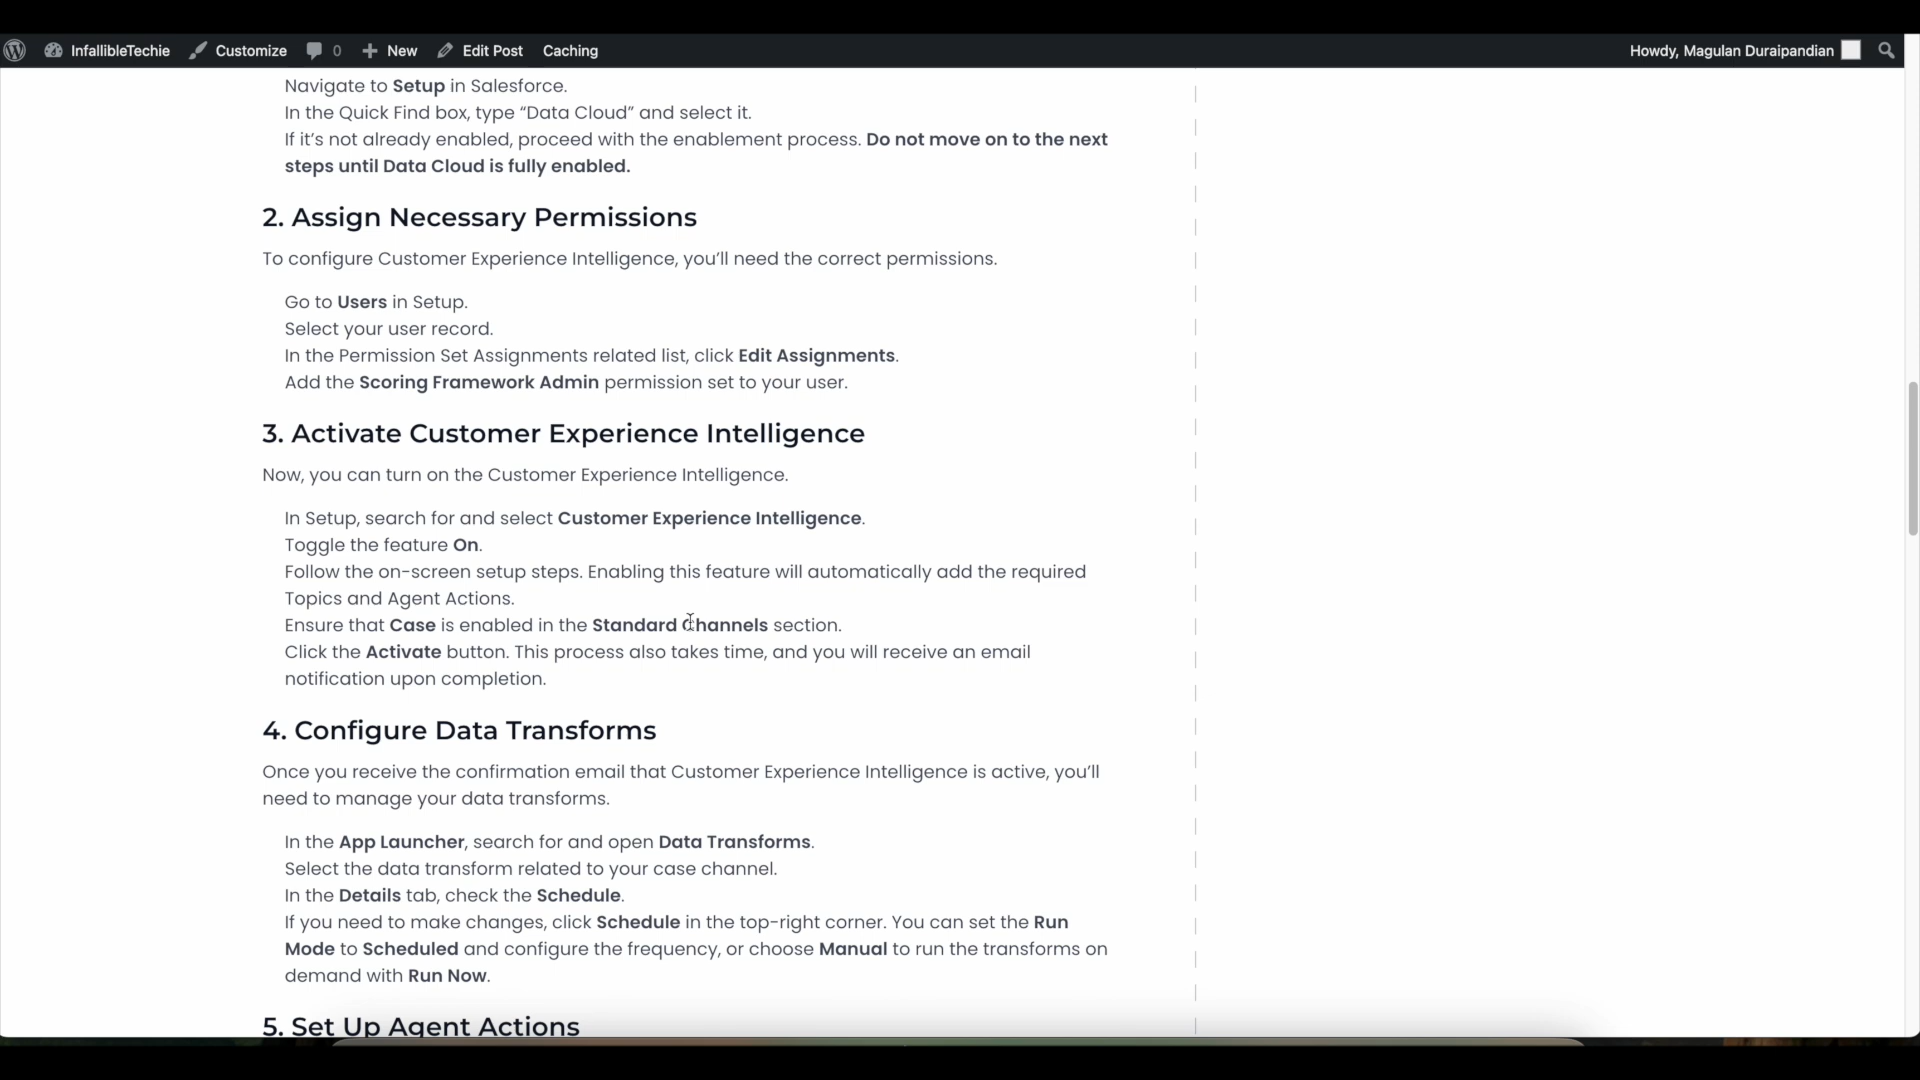 InfallibleTechie Customize 0 New Edit Post Caching Howdy, Magulan Duraipandian
Navigate to Setup in Salesforce.
In the Quick Find box, type “Data Cloud” and select it.
If it’s not already enabled, proceed with the enablement process. Do not move on to the next
steps until Data Cloud is fully enabled.
2. Assign Necessary Permissions
To configure Customer Experience Intelligence, you’ll need the correct permissions.
Go to Users in Setup.
Select your user record.
In the Permission Set Assignments related list, click Edit Assignments.
Add the Scoring Framework Admin permission set to your user.
3. Activate Customer Experience Intelligence
Now, you can turn on the Customer Experience Intelligence.
In Setup, search for and select Customer Experience Intelligence.
Toggle the feature On.
Follow the on-screen setup steps. Enabling this feature will automatically add the required
Topics and Agent Actions.
Ensure that Case is enabled in the Standard Channels section.
Click the Activate button. This process also takes time, and you will receive an email
notification upon completion.
4. Configure Data Transforms
Once you receive the confirmation email that Customer Experience Intelligence is active, you’ll
need to manage your data transforms.
In the App Launcher, search for and open Data Transforms.
Select the data transform related to your case channel.
In the Details tab, check the Schedule.
If you need to make changes, click Schedule in the top-right corner. You can set the Run
Mode to Scheduled and configure the frequency, or choose Manual to run the transforms on
demand with Run Now.
5. Set Up Agent Actions